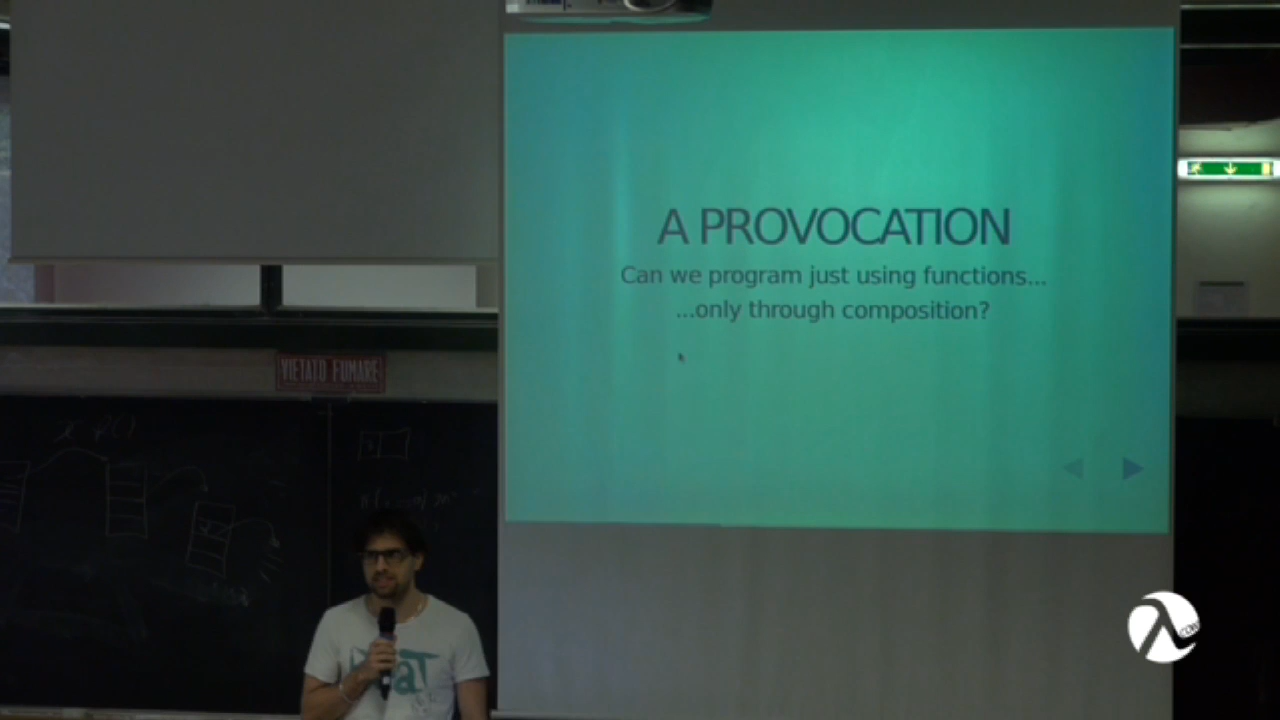 A PROVOCATION
Can we program just using functions...
...only through composition?
VIETATO FUMARE